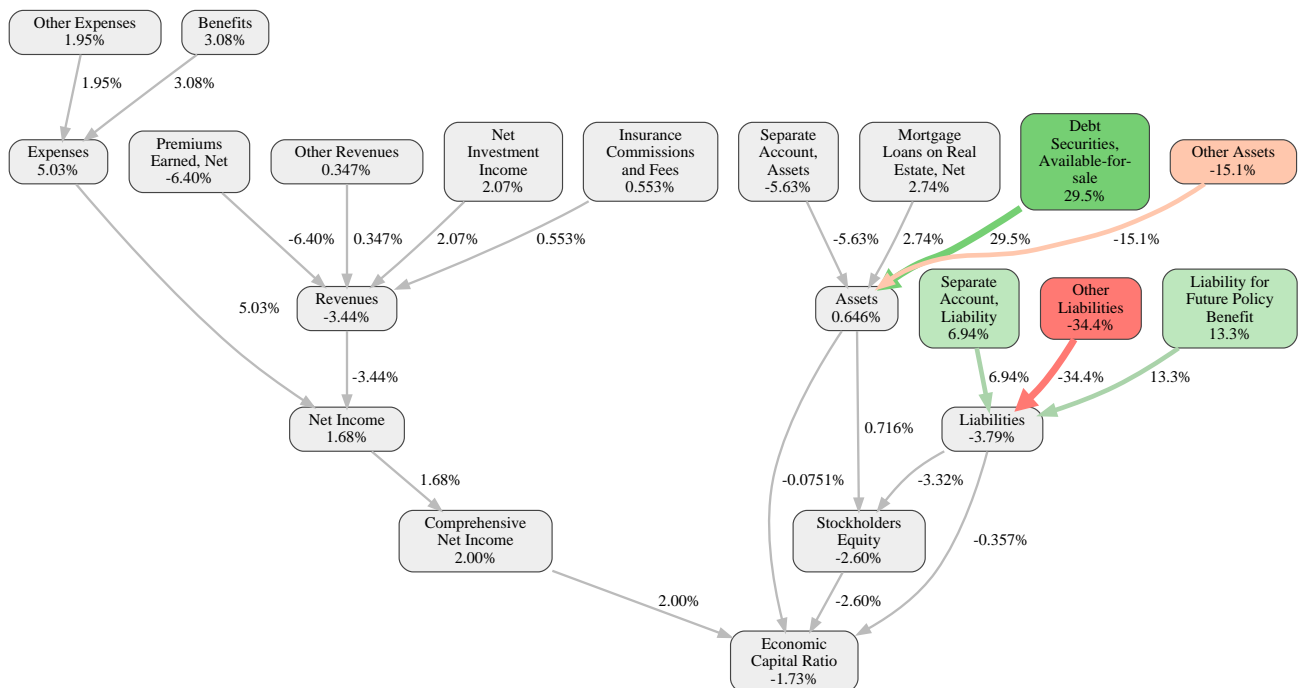 Other Expenses
1.95%
Benefits
3.08%
1.95%
3.08%
Expenses
5.03%
Premiums
Earned, Net
-6.40%
Other Revenues
0.347%
Net
Investment
Income
2.07%
Insurance
Commissions
and Fees
0.553%
Separate
Account,
Assets
-5.63%
Mortgage
Loans on Real
Estate, Net
2.74%
Debt
Securities,
Available-for-
sale
29.5%
Other Assets
-15.1%
-6.40%
0.347%
2.07%
0.553%
-5.63%
2.74%
29.5%
-15.1%
5.03%
Revenues
-3.44%
Assets
0.646%
Separate
Account,
Liability
6.94%
Other
Liabilities
-34.4%
Liability for
Future Policy
Benefit
13.3%
-3.44%
6.94%
-34.4%
13.3%
Net Income
1.68%
0.716%
Liabilities
-3.79%
1.68%
-0.0751%
-3.32%
Comprehensive
Net Income
2.00%
Stockholders
Equity
-2.60%
-0.357%
2.00%
-2.60%
Economic
Capital Ratio
-1.73%